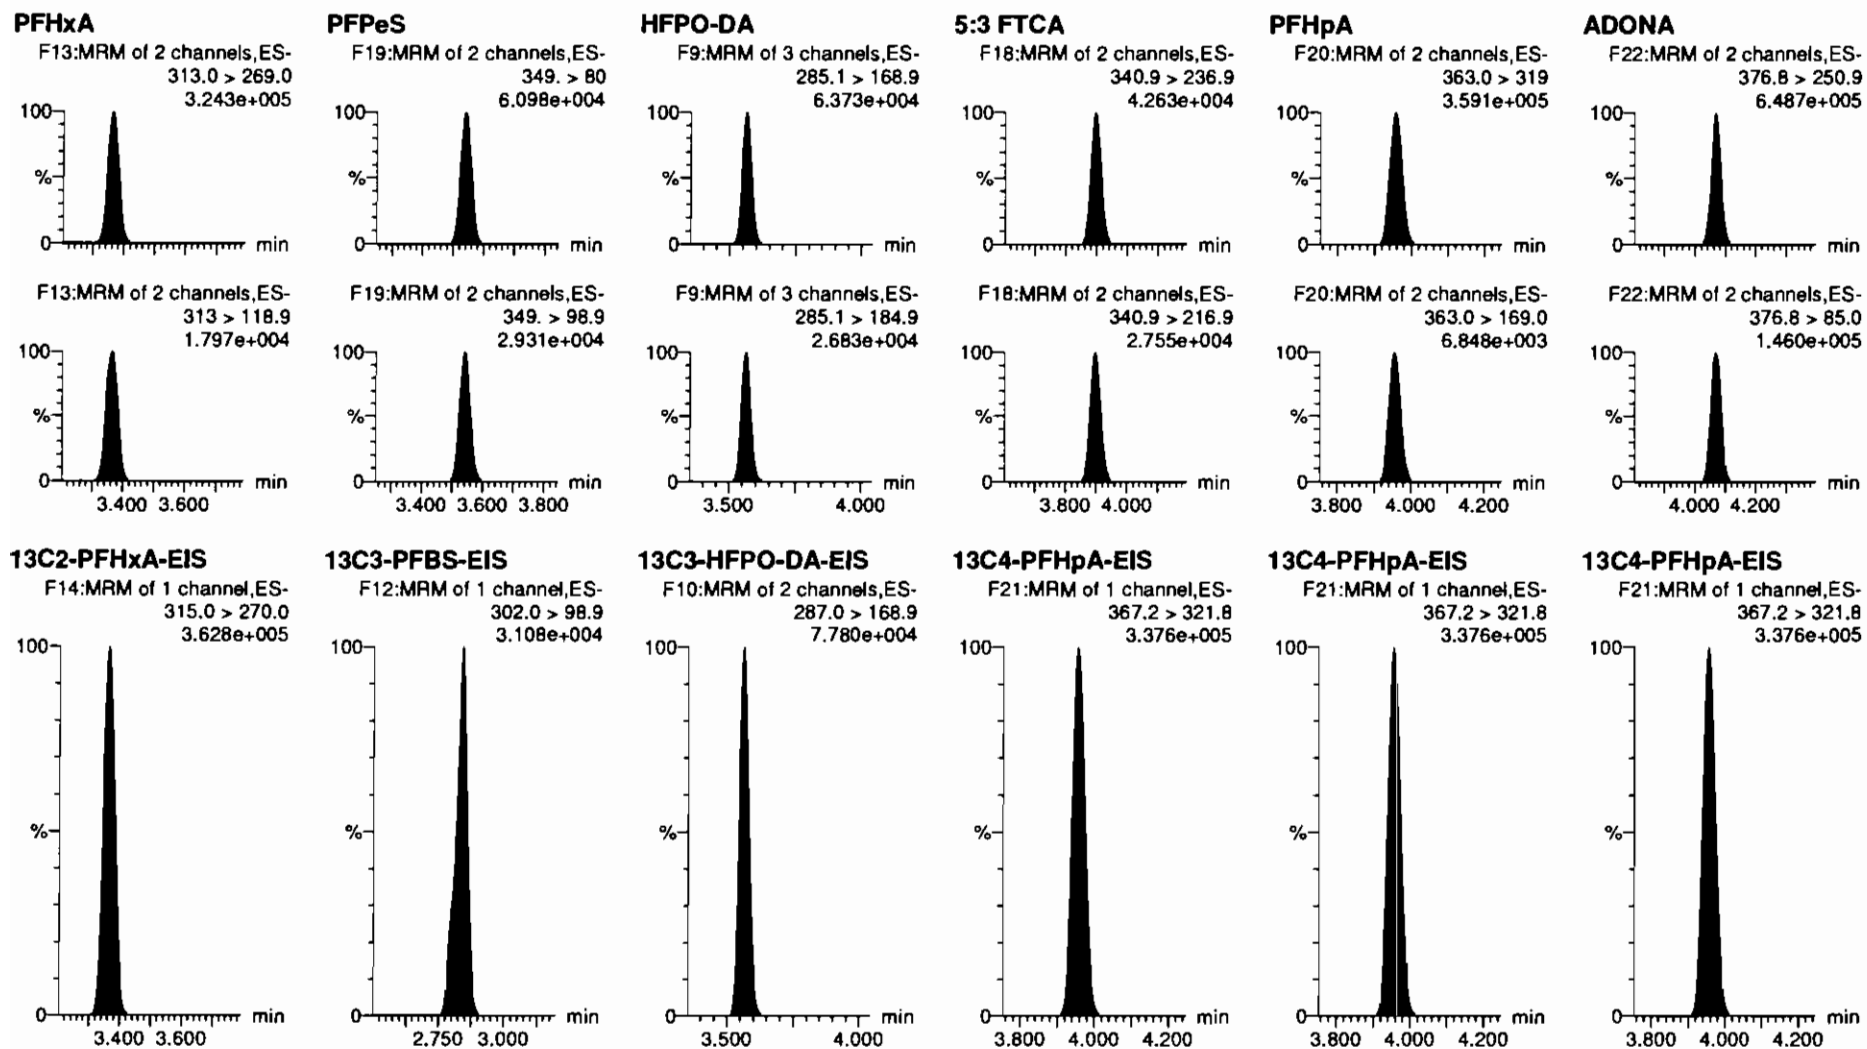 PFHxA
F13:MRM of 2 channels,ES-
313.0 > 269.0
3.243e+005
100
%
0
min
F13:MRM of 2 channels,ES-
313 > 118.9
1.797e+004
100
%
0
min
3.400 3.600
13C2-PFHxA-EIS
F14:MRM of 1 channel,ES-
315.0 > 270.0
3.628e+005
100
%
0
min
3.400 3.600
PFPeS
F19:MRM of 2 channels,ES-
349. > 80
6.098e+004
100
%
0
min
F19:MRM of 2 channels,ES-
349. > 98.9
2.931e+004
100
%
0
min
3.400 3.600 3.800
13C3-PFBS-EIS
F12:MRM of 1 channel,ES-
302.0 > 98.9
3.108e+004
100
%
0
min
2.750 3.000
HFPO-DA
F9:MRM of 3 channels,ES-
285.1 > 168.9
6.373e+004
100
%
0
min
F9:MRM of 3 channels,ES-
285.1 > 184.9
2.683e+004
100
%
0
min
3.500 4.000
13C3-HFPO-DA-EIS
F10:MRM of 2 channels,ES-
287.0 > 168.9
7.780e+004
100
%
0
min
3.500 4.000
5:3 FTCA
F18:MRM of 2 channels,ES-
340.9 > 236.9
4.263e+004
100
%
0
min
F18:MRM of 2 channels,ES-
340.9 > 216.9
2.755e+004
100
%
0
min
3.800 4.000
13C4-PFHpA-EIS
F21:MRM of 1 channel,ES-
367.2 > 321.8
3.376e+005
100
%
0
min
3.800 4.000 4.200
PFHpA
F20:MRM of 2 channels,ES-
363.0 > 319
3.591e+005
100
%
0
min
F20:MRM of 2 channels,ES-
363.0 > 169.0
6.848e+003
100
%
0
min
3.800 4.000 4.200
13C4-PFHpA-EIS
F21:MRM of 1 channel,ES-
367.2 > 321.8
3.376e+005
100
%
0
min
3.800 4.000 4.200
ADONA
F22:MRM of 2 channels,ES-
376.8 > 250.9
6.487e+005
100
%
0
min
F22:MRM of 2 channels,ES-
376.8 > 85.0
1.460e+005
100
%
0
min
4.000 4.200
13C4-PFHpA-EIS
F21:MRM of 1 channel,ES-
367.2 > 321.8
3.376e+005
100
%
0
min
3.800 4.000 4.200